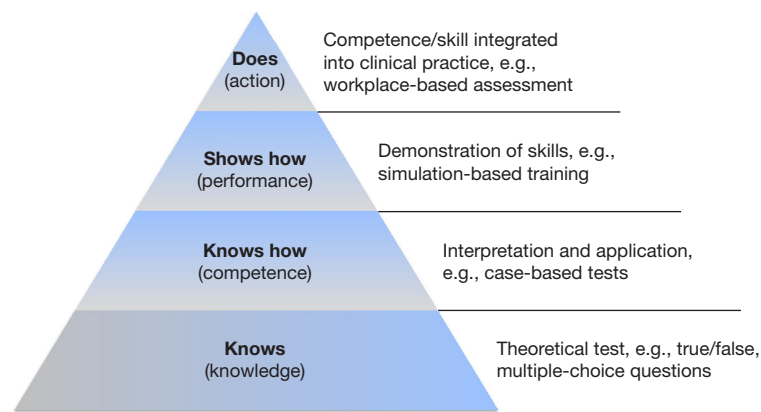 Does
(action)
Competence/skill integrated
into clinical practice, e.g.,
workplace-based assessment
Shows how
(performance)
Demonstration of skills, e.g.,
simulation-based training
Knows how
(competence)
Interpretation and application,
e.g., case-based tests
Knows
(knowledge)
Theoretical test, e.g., true/false,
multiple-choice questions